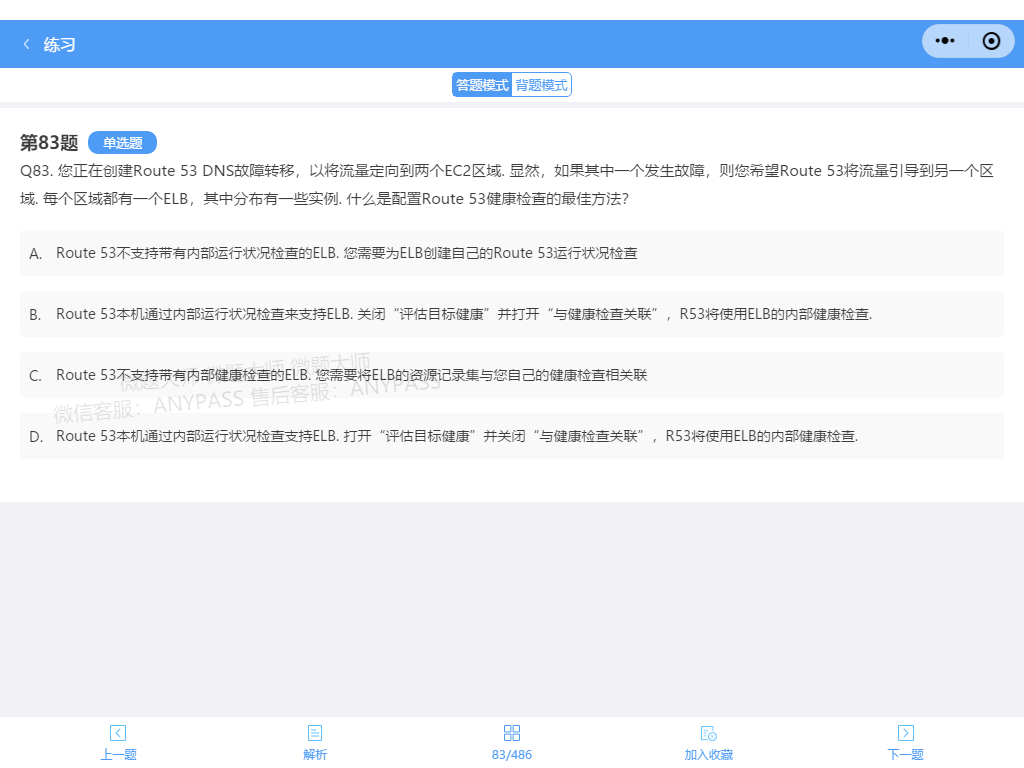 练习
答题模式 背题模式
第83题 单选题
Q83. 您正在创建Route 53 DNS故障转移，以将流量定向到两个EC2区域. 显然，如果其中一个发生故障，则您希望Route 53将流量引导到另一个区
域. 每个区域都有一个ELB，其中分布有一些实例. 什么是配置Route 53健康检查的最佳方法？
A. Route 53不支持带有内部运行状况检查的ELB. 您需要为ELB创建自己的Route 53运行状况检查
B. Route 53本机通过内部运行状况检查来支持ELB. 关闭“评估目标健康”并打开“与健康检查关联”，R53将使用ELB的内部健康检查.
C. Route 53不支持带有内部健康检查的ELB. 您需要将ELB的资源记录集与您自己的健康检查相关联
微题大师 微题大师 微题大师
微信客服：ANYPASS 售后客服：ANYPASS
D. Route 53本机通过内部运行状况检查支持ELB. 打开“评估目标健康”并关闭“与健康检查关联”，R53将使用ELB的内部健康检查.
上一题 解析 83/486 加入收藏 下一题